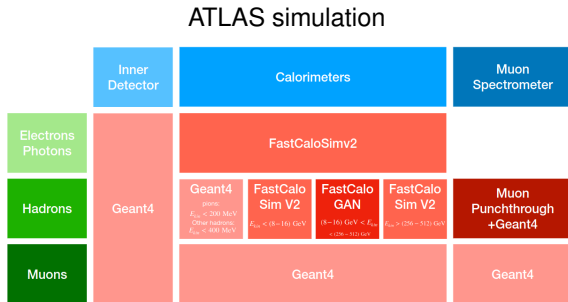 ATLAS simulation
Inner
Detector
Calorimeters
Muon
Spectrometer
Electrons
Photons
FastCaloSimv2
Hadrons
Geant4
Geant4
pions:
E_kin < 200 MeV
Other hadrons:
E_kin < 400 MeV
FastCalo
Sim V2
E_kin < (8−16) GeV
FastCalo
GAN
(8−16) GeV < E_kin
< (256 − 512) GeV
FastCalo
Sim V2
E_kin > (256 − 512) GeV
Muon
Punchthrough
+Geant4
Muons
Geant4
Geant4